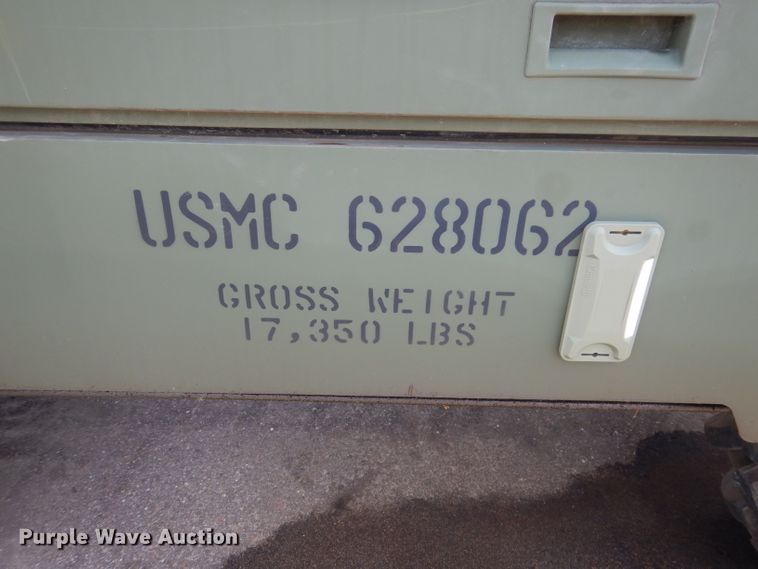 USMC 628062
GROSS WEIGHT
17,350 LBS
Purple Wave Auction